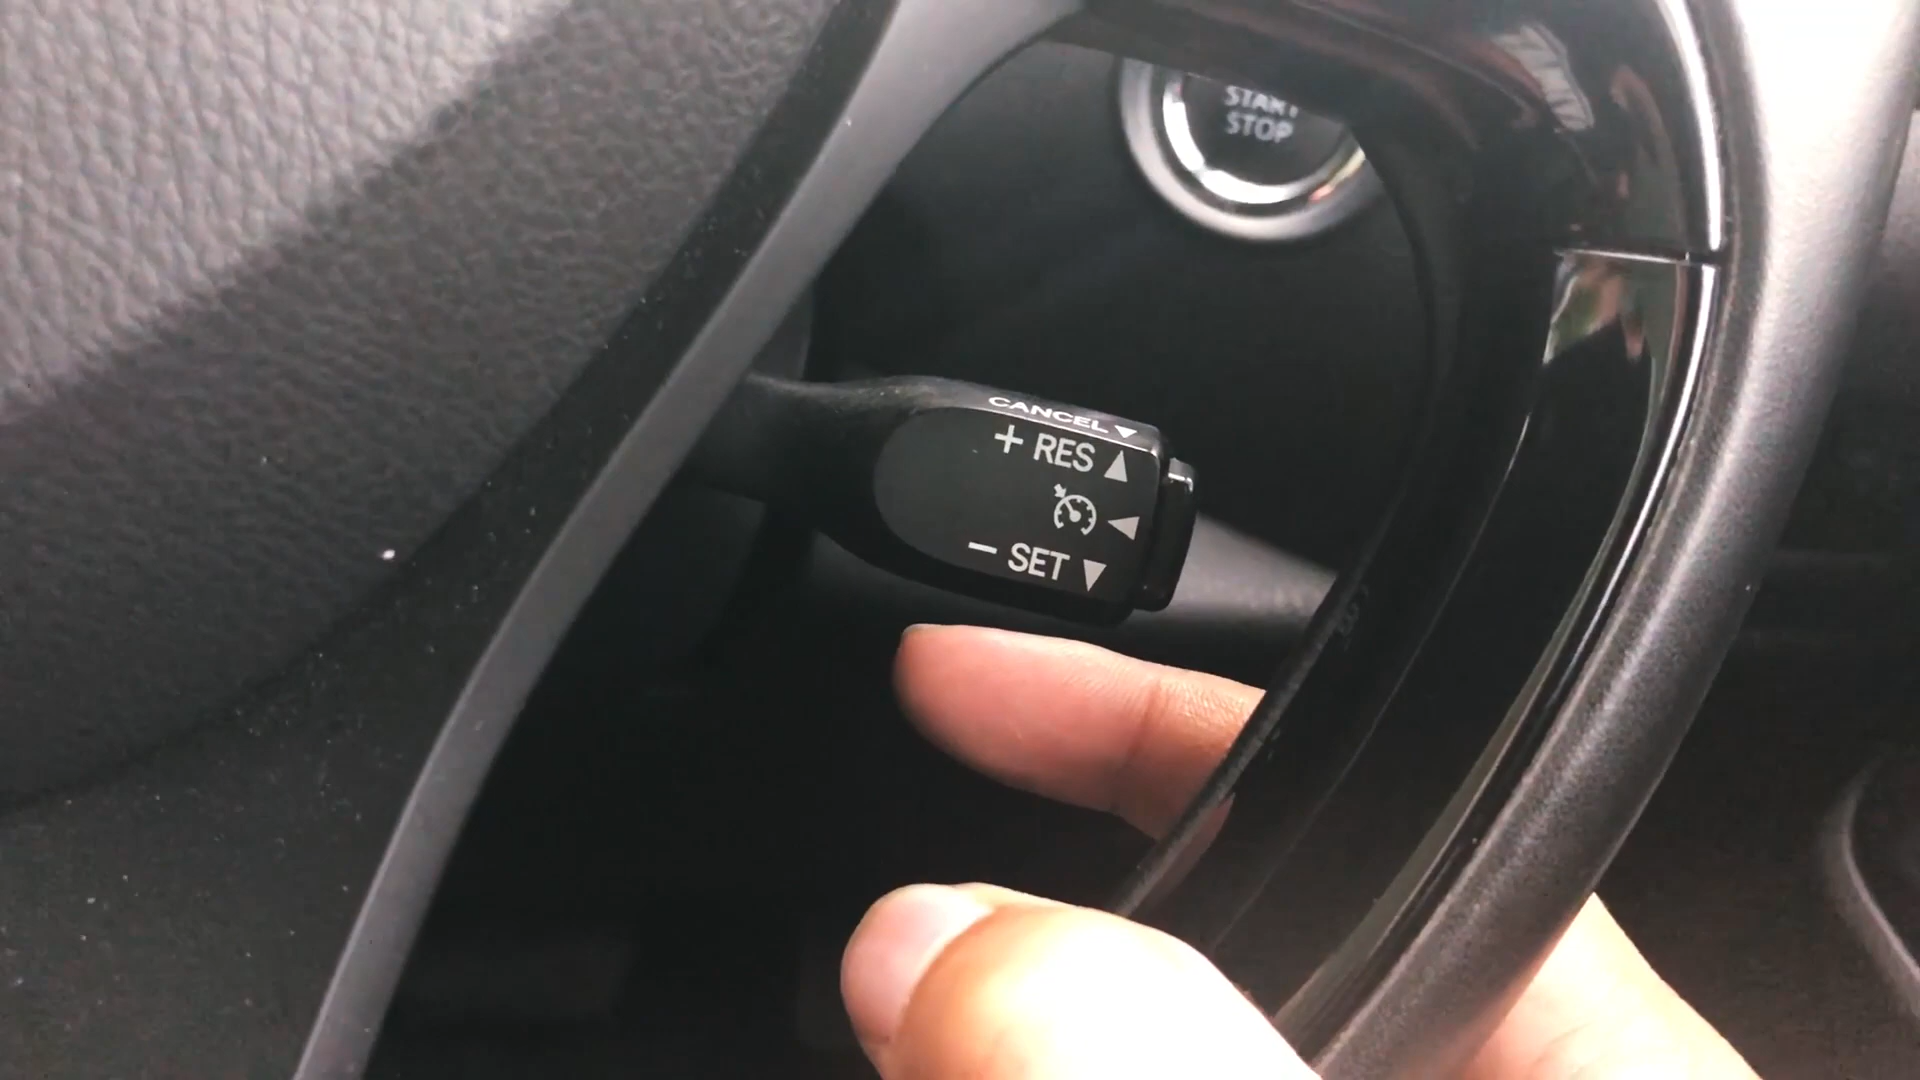 START
STOP
CANCEL ▼
+ RES ▲
◀
− SET ▼